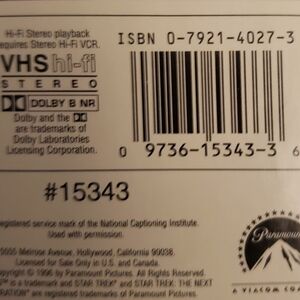 Hi-Fi Stereo playback
requires Stereo Hi-Fi VCR.
VHS hi-fi
STEREO
DOLBY B NR
Dolby and the
are trademarks of
Dolby Laboratories
Licensing Corporation.
ISBN 0-7921-4027-3
0 9736-15343-3 6
#15343
registered service mark of the National Captioning Institute.
Used with permission.
5555 Melrose Avenue, Hollywood, California 90038.
Licensed for Sale Only in U.S. and Canada.
Copyright © 1996 by Paramount Pictures. All Rights Reserved.
TM, ® and STAR TREK and STAR TREK: THE NEXT
GENERATION are registered trademarks of Paramount Pictures.
Paramount
A VIACOM CO